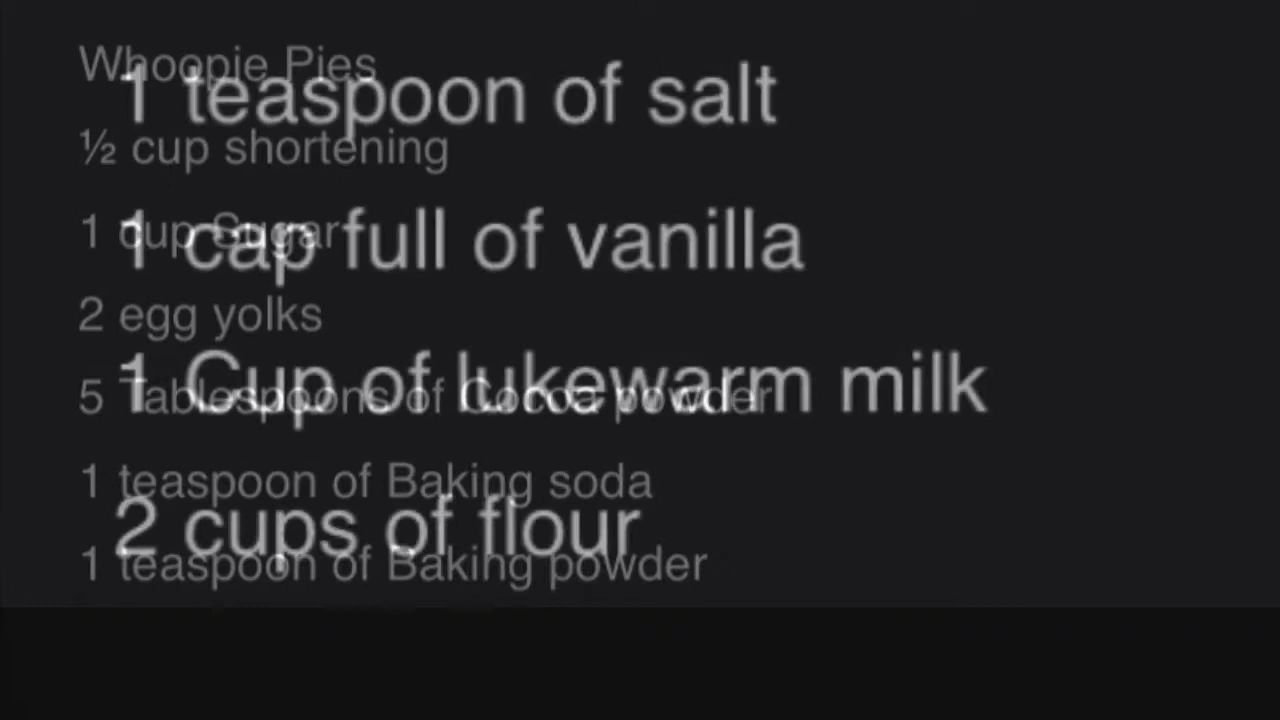 Whoopie Pies
1 teaspoon of salt
½ cup shortening
1 cup Sugar
1 cap full of vanilla
2 egg yolks
1 Cup of lukewarm milk
5 Tablespoons of Cocoa powder
1 teaspoon of Baking soda
2 cups of flour
1 teaspoon of Baking powder